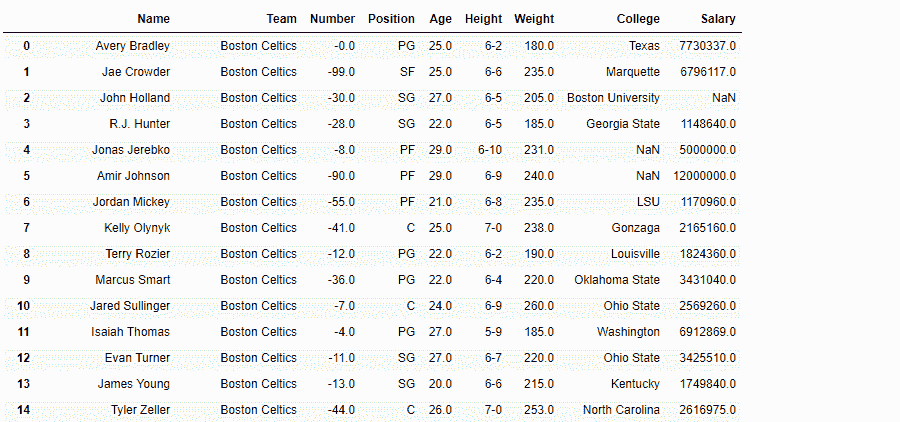 Name Team Number Position Age Height Weight College Salary
0 Avery Bradley Boston Celtics -0.0 PG 25.0 6-2 180.0 Texas 7730337.0
1 Jae Crowder Boston Celtics -99.0 SF 25.0 6-6 235.0 Marquette 6796117.0
2 John Holland Boston Celtics -30.0 SG 27.0 6-5 205.0 Boston University NaN
3 R.J. Hunter Boston Celtics -28.0 SG 22.0 6-5 185.0 Georgia State 1148640.0
4 Jonas Jerebko Boston Celtics -8.0 PF 29.0 6-10 231.0 NaN 5000000.0
5 Amir Johnson Boston Celtics -90.0 PF 29.0 6-9 240.0 NaN 12000000.0
6 Jordan Mickey Boston Celtics -55.0 PF 21.0 6-8 235.0 LSU 1170960.0
7 Kelly Olynyk Boston Celtics -41.0 C 25.0 7-0 238.0 Gonzaga 2165160.0
8 Terry Rozier Boston Celtics -12.0 PG 22.0 6-2 190.0 Louisville 1824360.0
9 Marcus Smart Boston Celtics -36.0 PG 22.0 6-4 220.0 Oklahoma State 3431040.0
10 Jared Sullinger Boston Celtics -7.0 C 24.0 6-9 260.0 Ohio State 2569260.0
11 Isaiah Thomas Boston Celtics -4.0 PG 27.0 5-9 185.0 Washington 6912869.0
12 Evan Turner Boston Celtics -11.0 SG 27.0 6-7 220.0 Ohio State 3425510.0
13 James Young Boston Celtics -13.0 SG 20.0 6-6 215.0 Kentucky 1749840.0
14 Tyler Zeller Boston Celtics -44.0 C 26.0 7-0 253.0 North Carolina 2616975.0